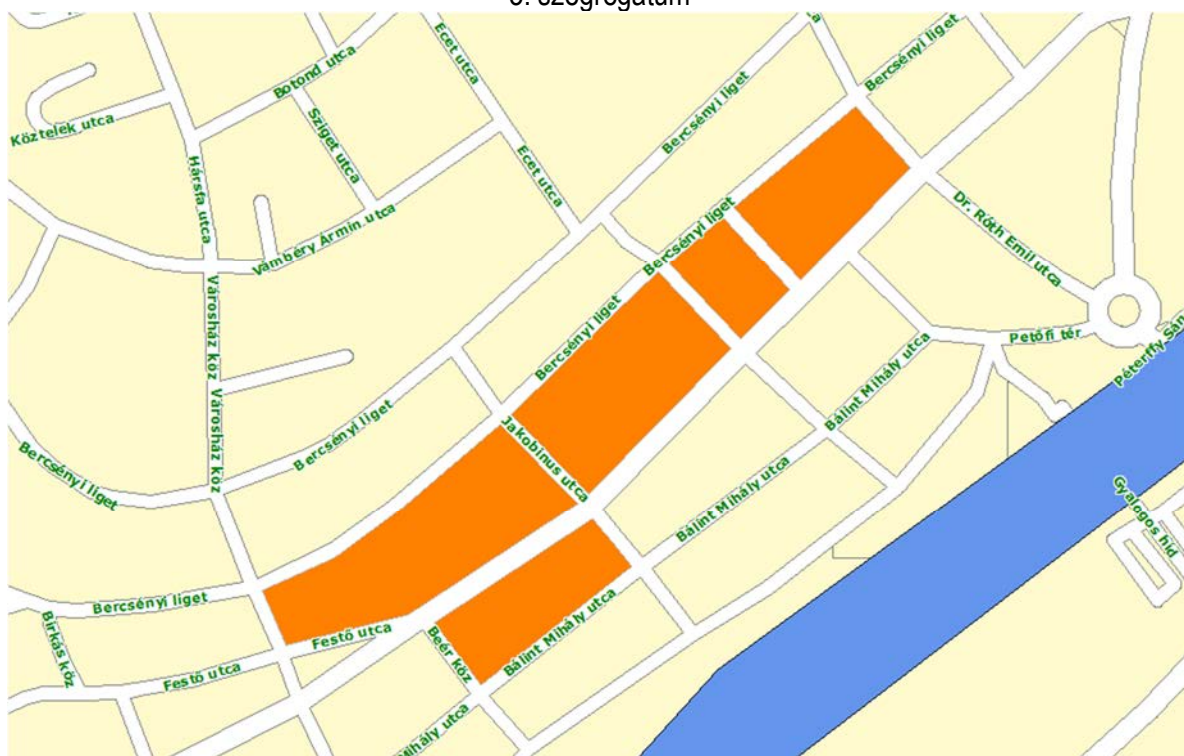 szegregátum
Botond utca
Ecet utca
Bercsényi liget
Köztelek utca
Sziget utca
Bercsényi liget
Hársfa utca
Ecet utca
Vámbéry Ármin utca
Bercsényi liget
Dr. Róth Emil utca
Városház köz
Bercsényi liget
Petőfi tér
Bálint Mihály utca
Városház köz
Bercsényi liget
Jakobinus utca
Bercsényi liget
Bálint Mihály utca
Gyalogos híd
Bercsényi liget
Birkás köz
Festő utca
Beér köz
Bálint Mihály utca
Festő utca
Mihály utca